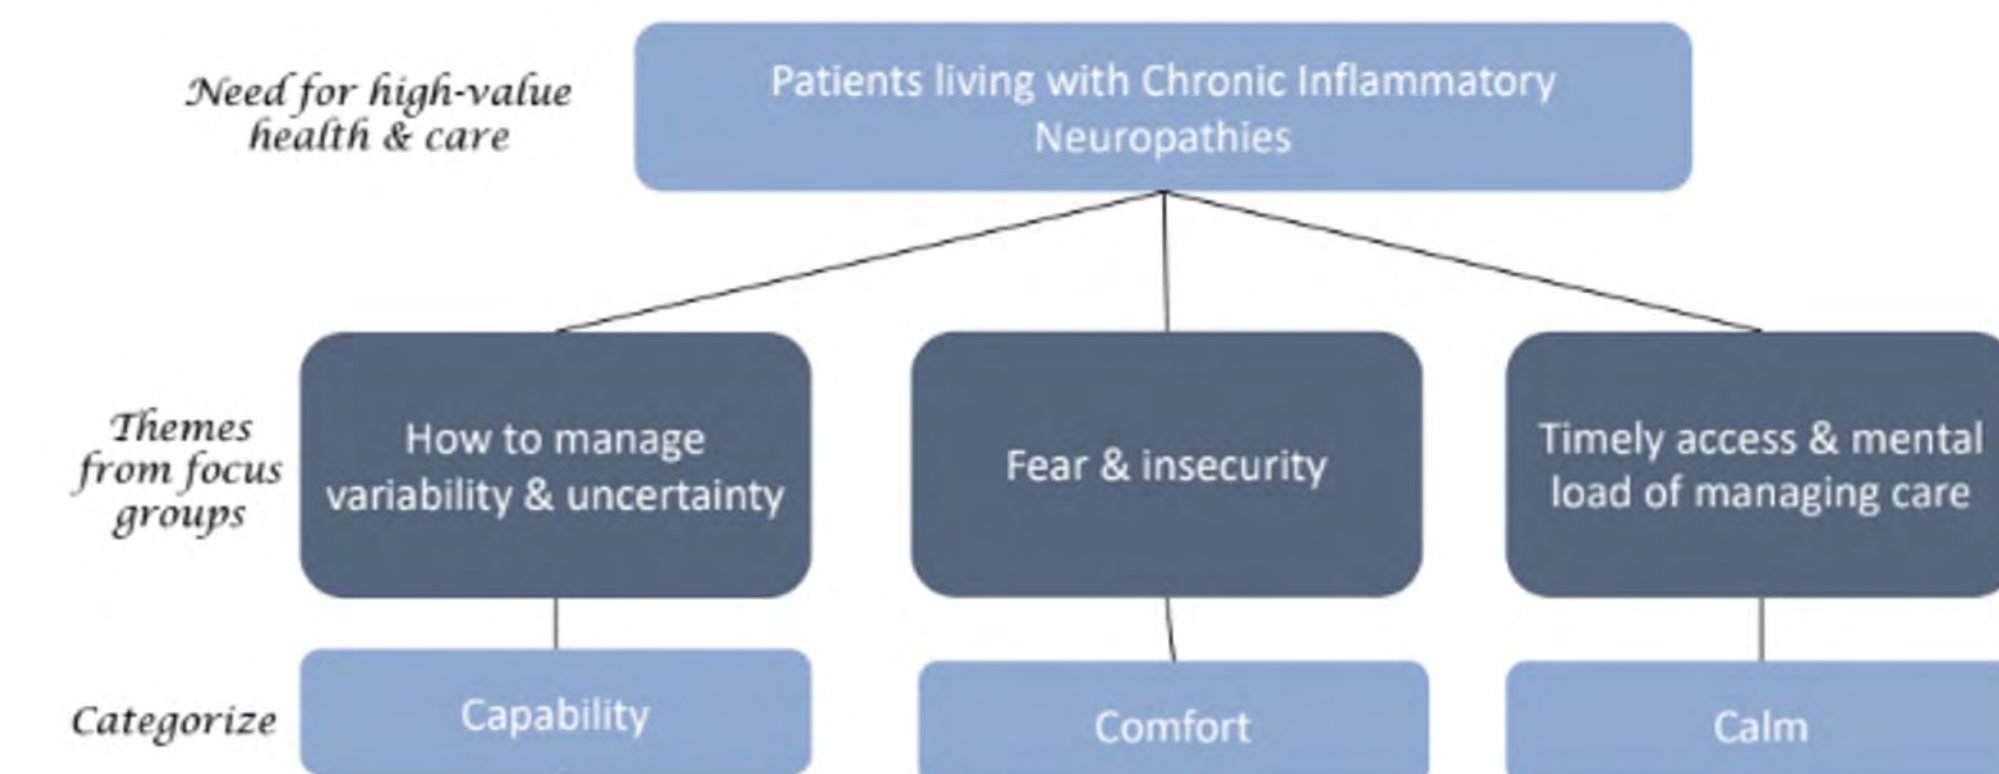 Need for high-value
health & care
Patients living with Chronic Inflammatory
Neuropathies
Themes
from focus
groups
How to manage
variability & uncertainty
Fear & insecurity
Timely access & mental
load of managing care
Categorize
Capability
Comfort
Calm